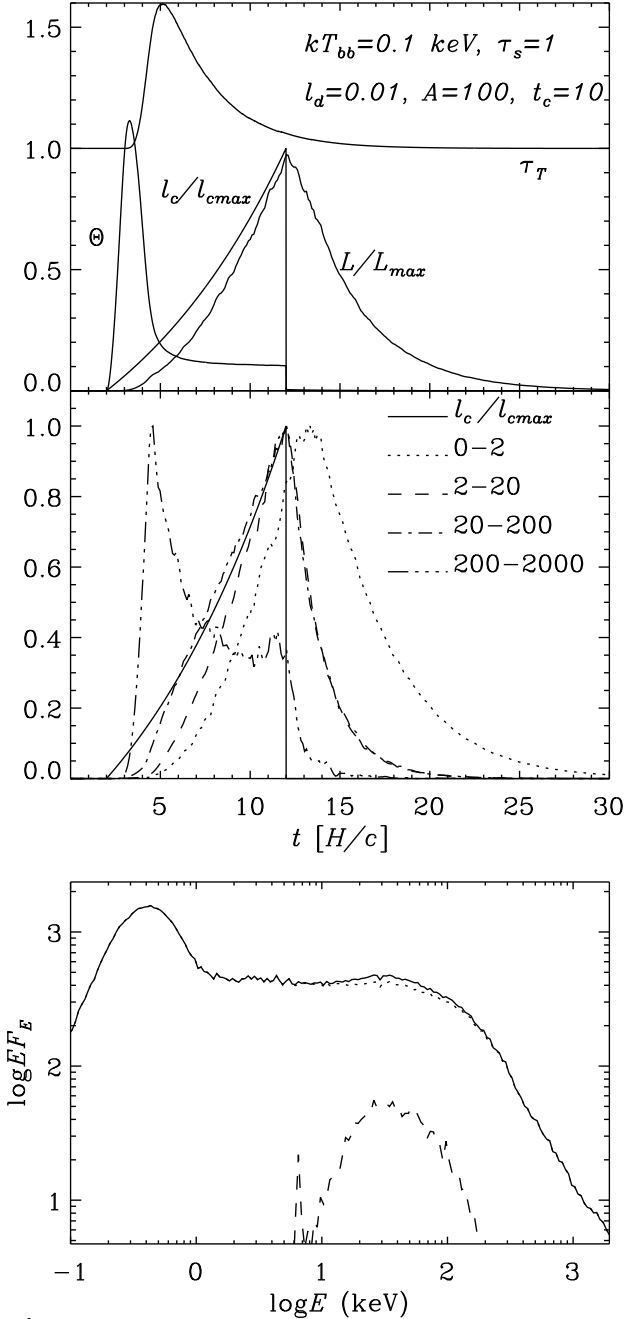 1.5
kT_bb=0.1 keV, τ_s=1
l_d=0.01, A=100, t_c=10
1.0
τ_T
l_c/l_cmax
Θ
L/L_max
0.5
0.0
l_c/l_cmax
1.0
0−2
0.8
2−20
20−200
0.6
200−2000
0.4
0.2
0.0
5 10 15 20 25 30
t [H/c]
3
2
1
logEF_E
−1 0 1 2 3
logE (keV)